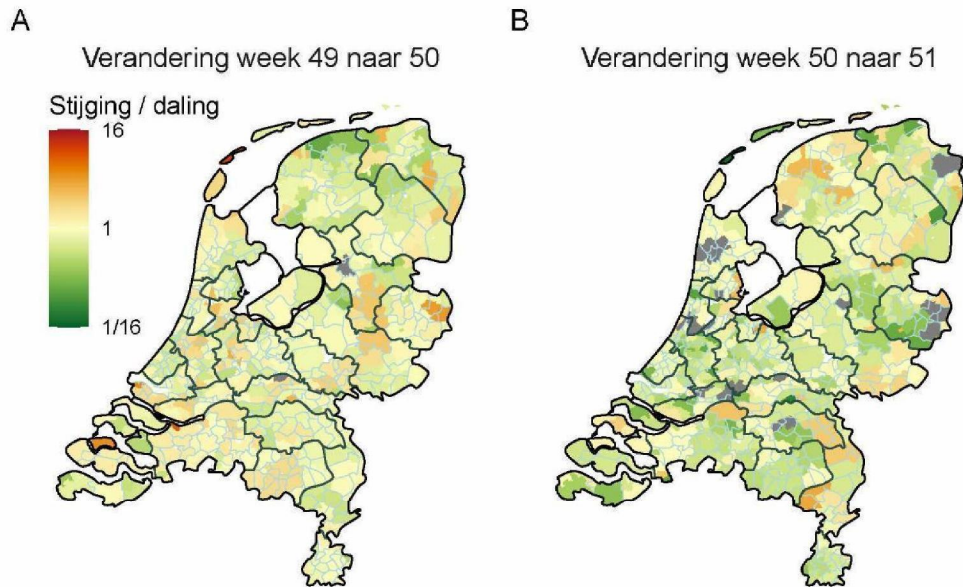 A
Verandering week 49 naar 50
Stijging / daling
16
1
1/16
B
Verandering week 50 naar 51